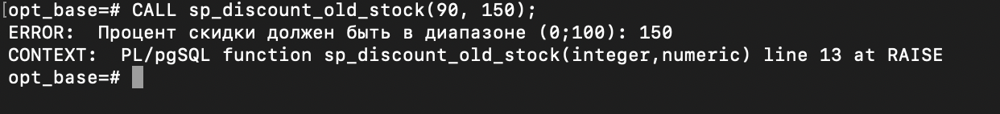 [opt_base=# CALL sp_discount_old_stock(90, 150);
ERROR:  Процент скидки должен быть в диапазоне (0;100): 150
CONTEXT:  PL/pgSQL function sp_discount_old_stock(integer,numeric) line 13 at RAISE
opt_base=#